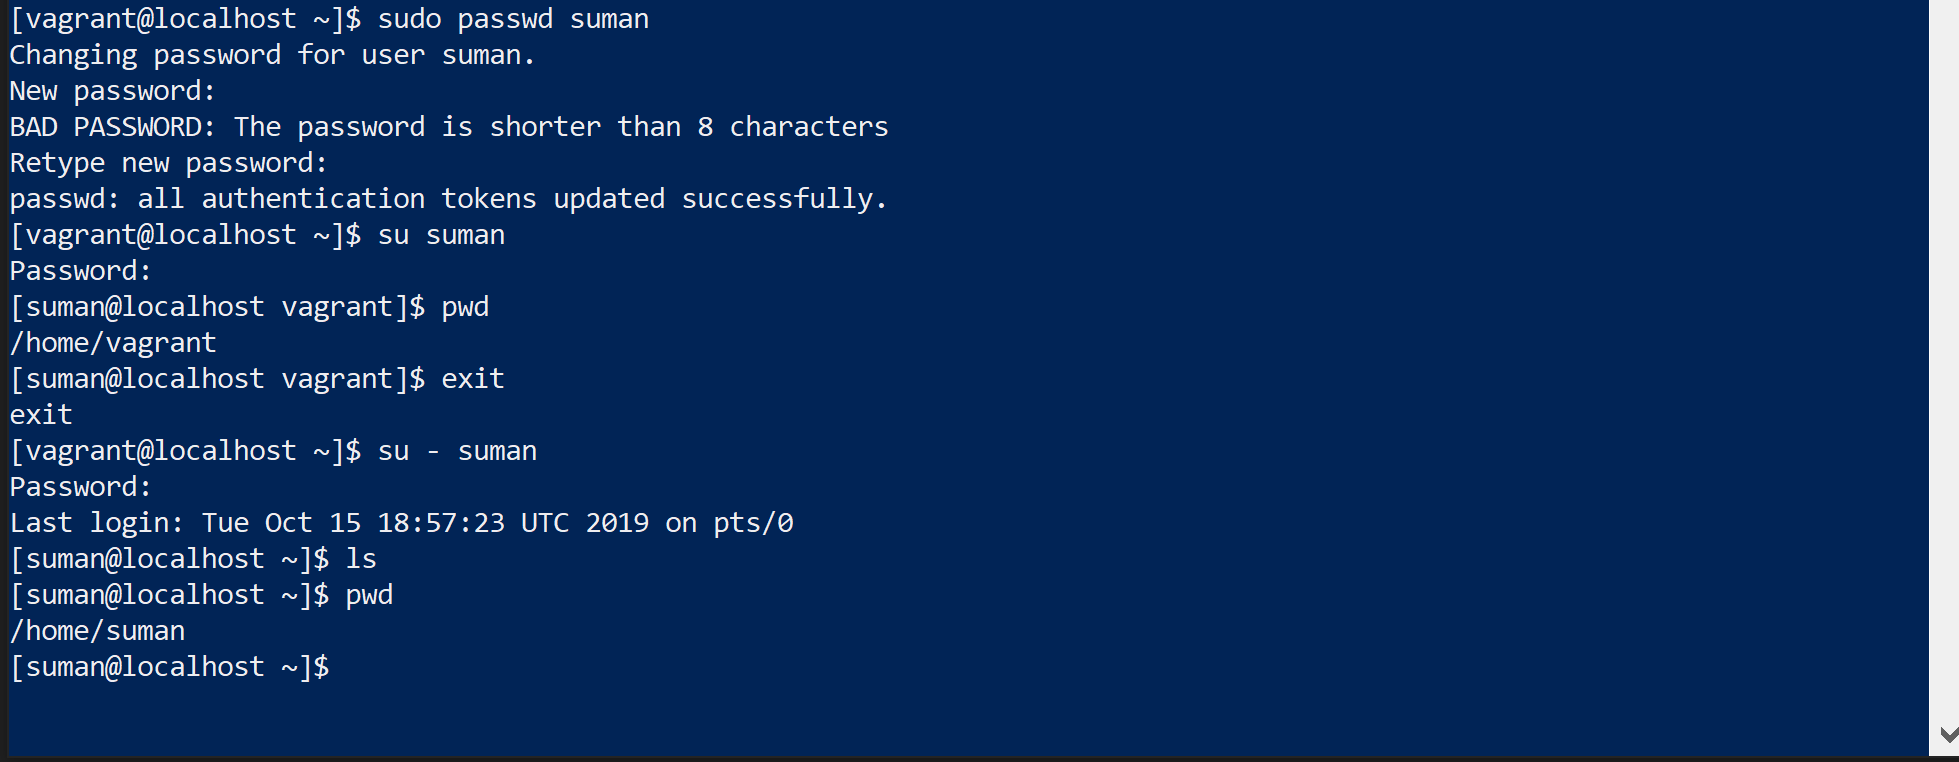 [vagrant@localhost ~]$ sudo passwd suman
Changing password for user suman.
New password:
BAD PASSWORD: The password is shorter than 8 characters
Retype new password:
passwd: all authentication tokens updated successfully.
[vagrant@localhost ~]$ su suman
Password:
[suman@localhost vagrant]$ pwd
/home/vagrant
[suman@localhost vagrant]$ exit
exit
[vagrant@localhost ~]$ su - suman
Password:
Last login: Tue Oct 15 18:57:23 UTC 2019 on pts/0
[suman@localhost ~]$ ls
[suman@localhost ~]$ pwd
/home/suman
[suman@localhost ~]$